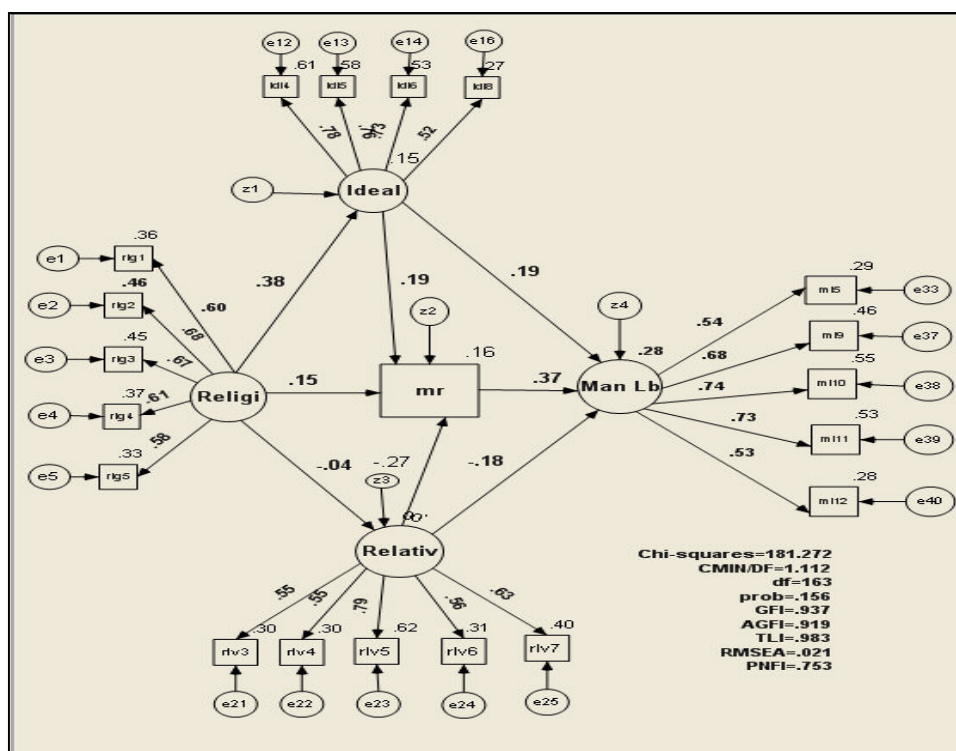 e12
e13
e14
e16
.61
.58
.53
.27
Idl4
Idl5
Idl6
Idl8
.78
.73
.52
.15
Ideal
z1
.36
e1
rlg1
.46
.60
.38
.19
.19
e2
rlg2
.68
z2
z4
.29
ml5
e33
.45
e3
rlg3
.67
.54
.46
.16
.28
.68
ml9
e37
.37
.15
mr
.37
Man Lb
.55
.74
ml10
e38
Religi
.61
e4
rlg4
.58
.73
.53
ml11
e39
.33
.53
e5
rlg5
-.04
-.27
-.18
.28
z3
ml12
e40
Relativ
Chi-squares=181.272
CMIN/DF=1.112
df=163
prob=.156
GFI=.937
AGFI=.919
TLI=.983
RMSEA=.021
PNFI=.753
.55
.55
.79
.56
.63
.30
.30
.62
.31
.40
rlv3
rlv4
rlv5
rlv6
rlv7
e21
e22
e23
e24
e25